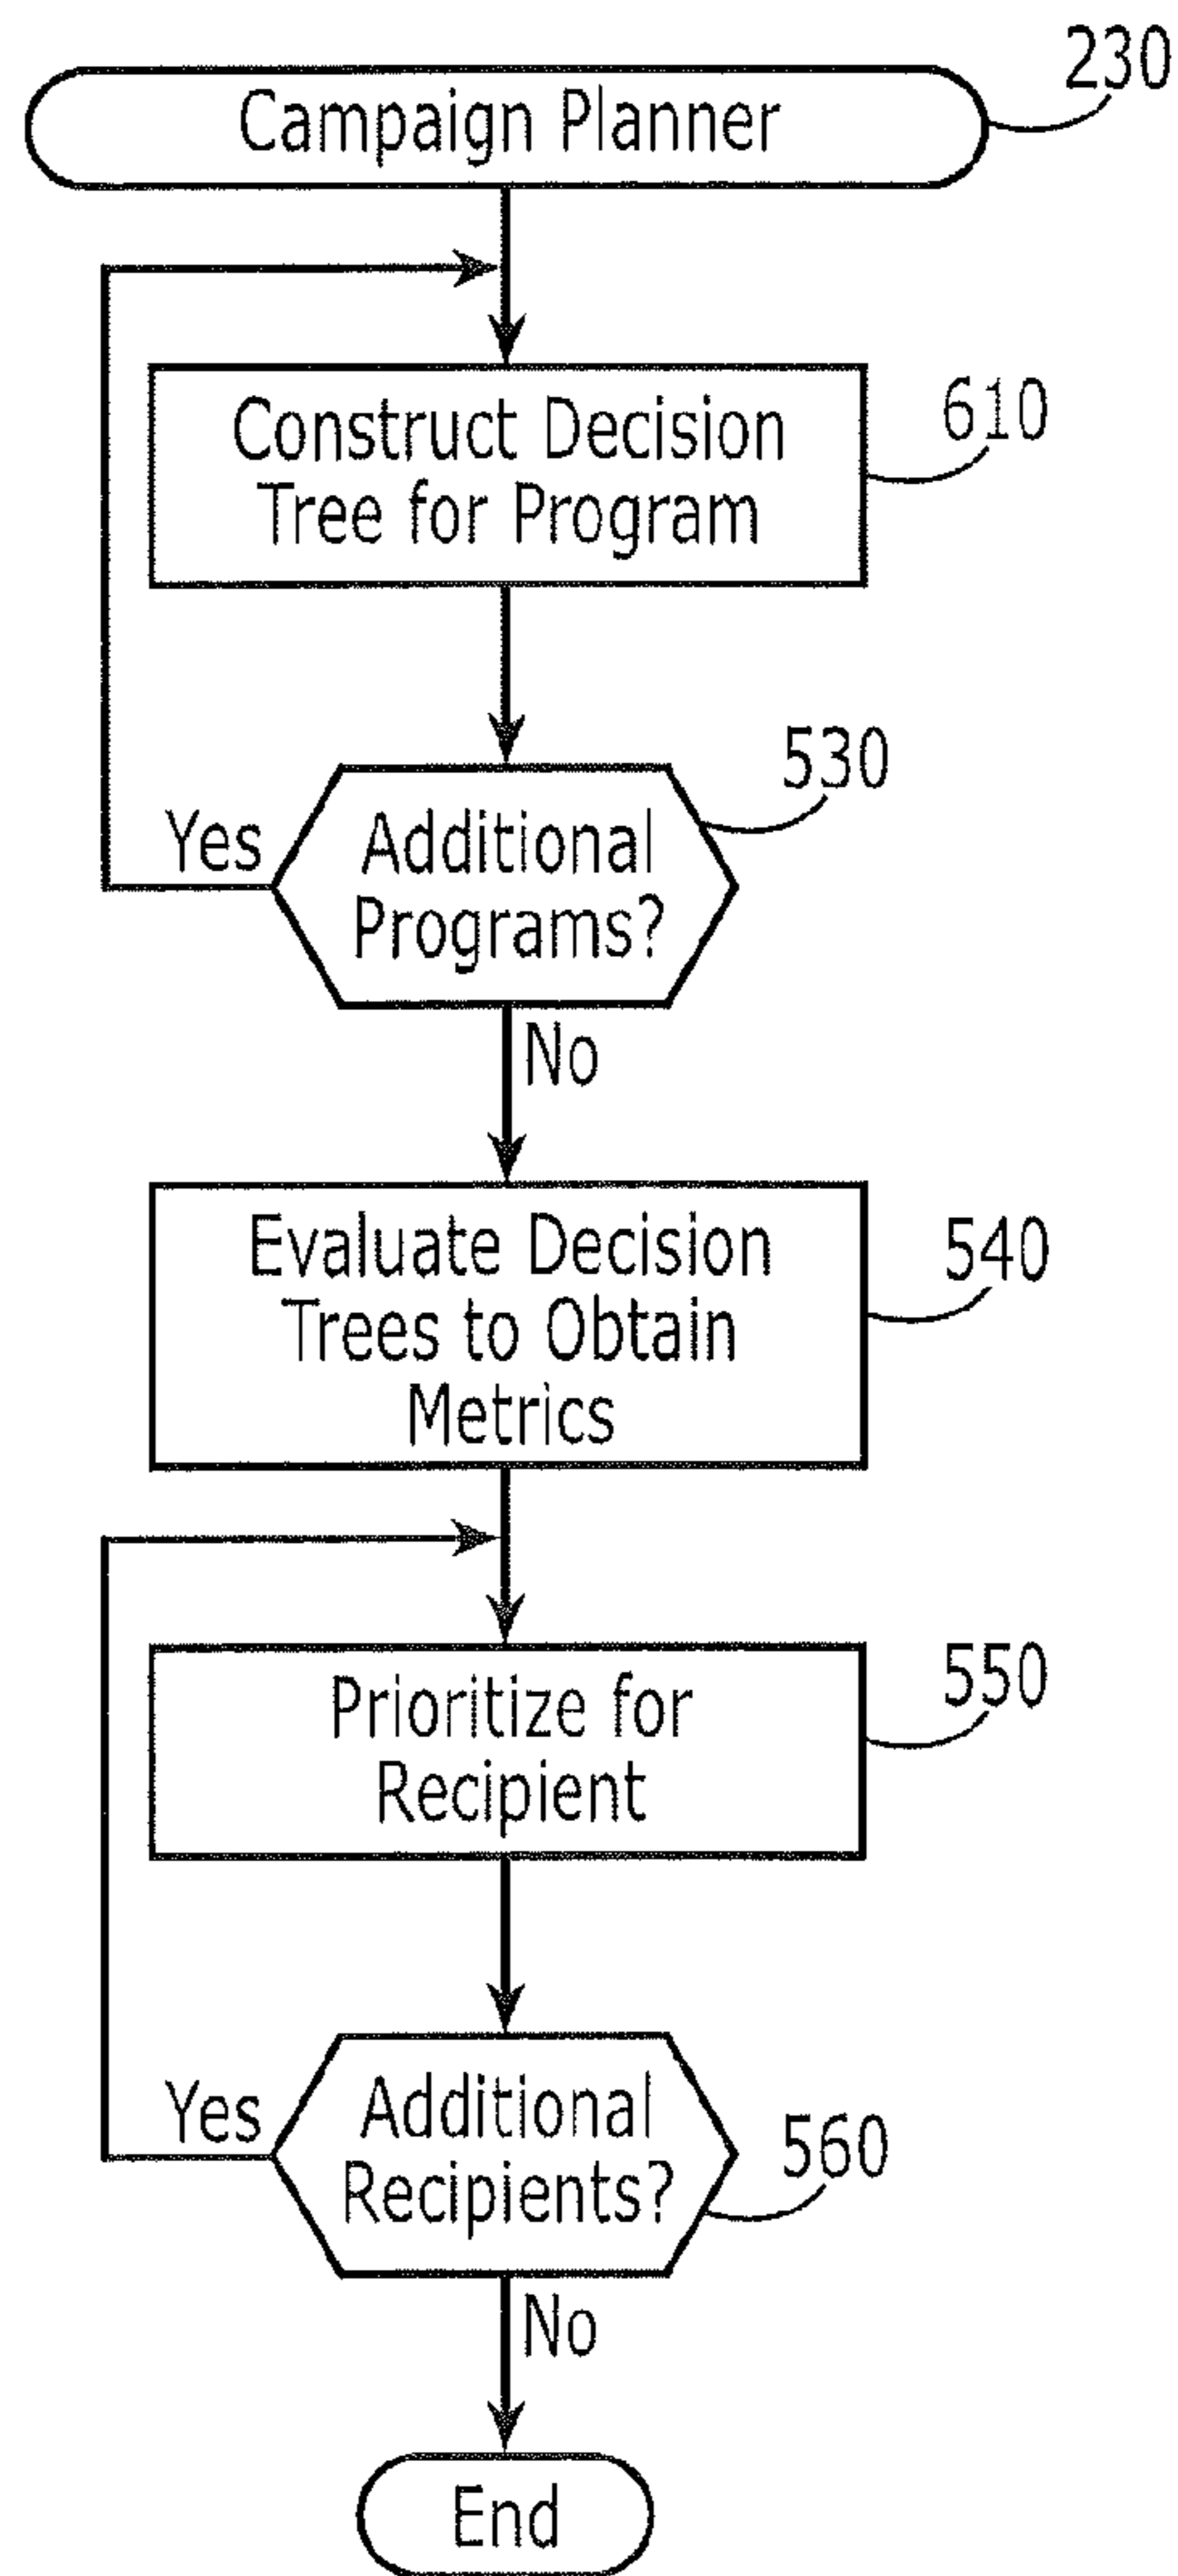 230
Campaign Planner
610
Construct Decision
Tree for Program
530
Yes
Additional
Programs?
No
540
Evaluate Decision
Trees to Obtain
Metrics
550
Prioritize for
Recipient
Yes
Additional
560
Recipients?
No
End